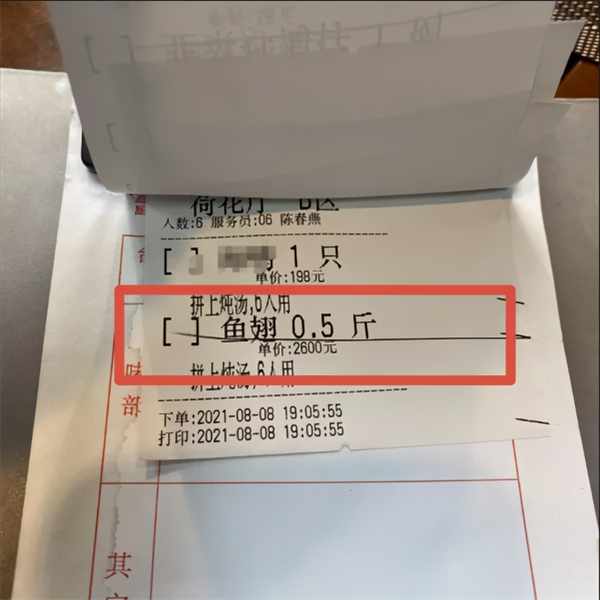 荷花厅 B区
人数:6 服务员:06 陈春燕
[ ] 1 只
单价:198元
拼上炖汤,6人用
[ ] 鱼翅 0.5 斤
单价:2600元
拼上炖汤,6人用
下单:2021-08-08 19:05:55
打印:2021-08-08 19:05:55
味
部
其